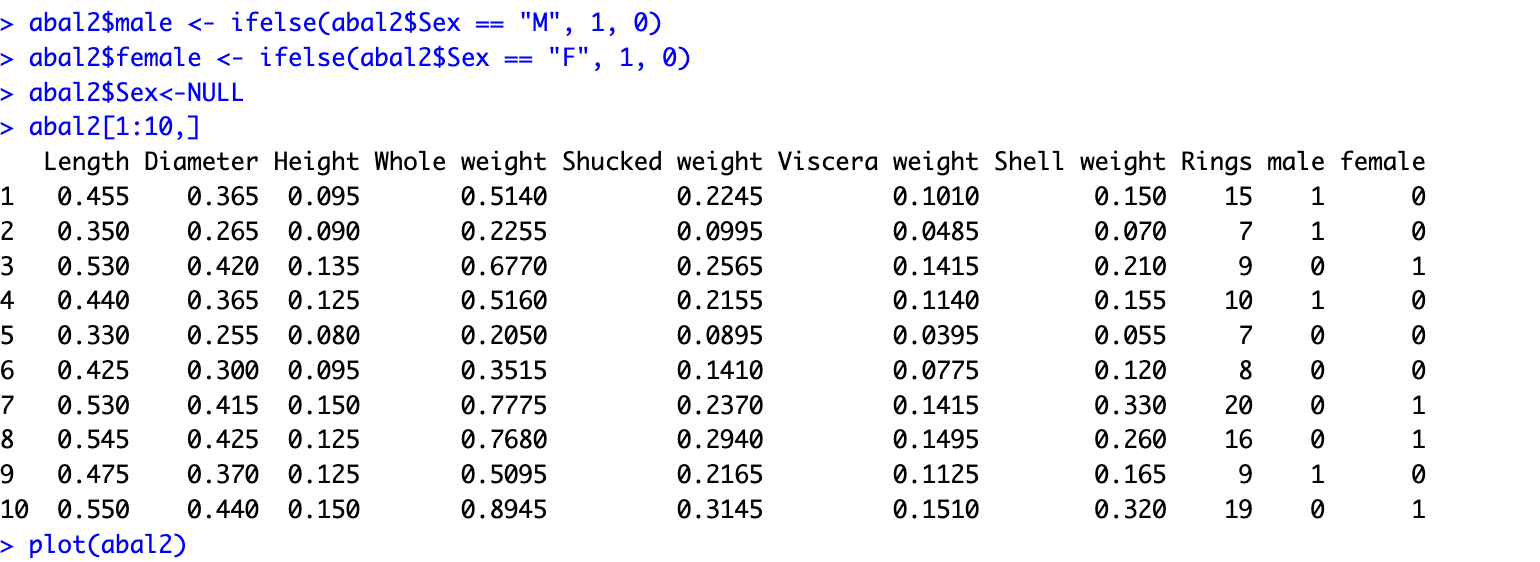 > abal2$male <- ifelse(abal2$Sex == "M", 1, 0)
> abal2$female <- ifelse(abal2$Sex == "F", 1, 0)
> abal2$Sex<-NULL
> abal2[1:10,]
   Length Diameter Height Whole weight Shucked weight Viscera weight Shell weight Rings male female
1   0.455    0.365  0.095       0.5140         0.2245         0.1010        0.150    15    1      0
2   0.350    0.265  0.090       0.2255         0.0995         0.0485        0.070     7    1      0
3   0.530    0.420  0.135       0.6770         0.2565         0.1415        0.210     9    0      1
4   0.440    0.365  0.125       0.5160         0.2155         0.1140        0.155    10    1      0
5   0.330    0.255  0.080       0.2050         0.0895         0.0395        0.055     7    0      0
6   0.425    0.300  0.095       0.3515         0.1410         0.0775        0.120     8    0      0
7   0.530    0.415  0.150       0.7775         0.2370         0.1415        0.330    20    0      1
8   0.545    0.425  0.125       0.7680         0.2940         0.1495        0.260    16    0      1
9   0.475    0.370  0.125       0.5095         0.2165         0.1125        0.165     9    1      0
10  0.550    0.440  0.150       0.8945         0.3145         0.1510        0.320    19    0      1
> plot(abal2)